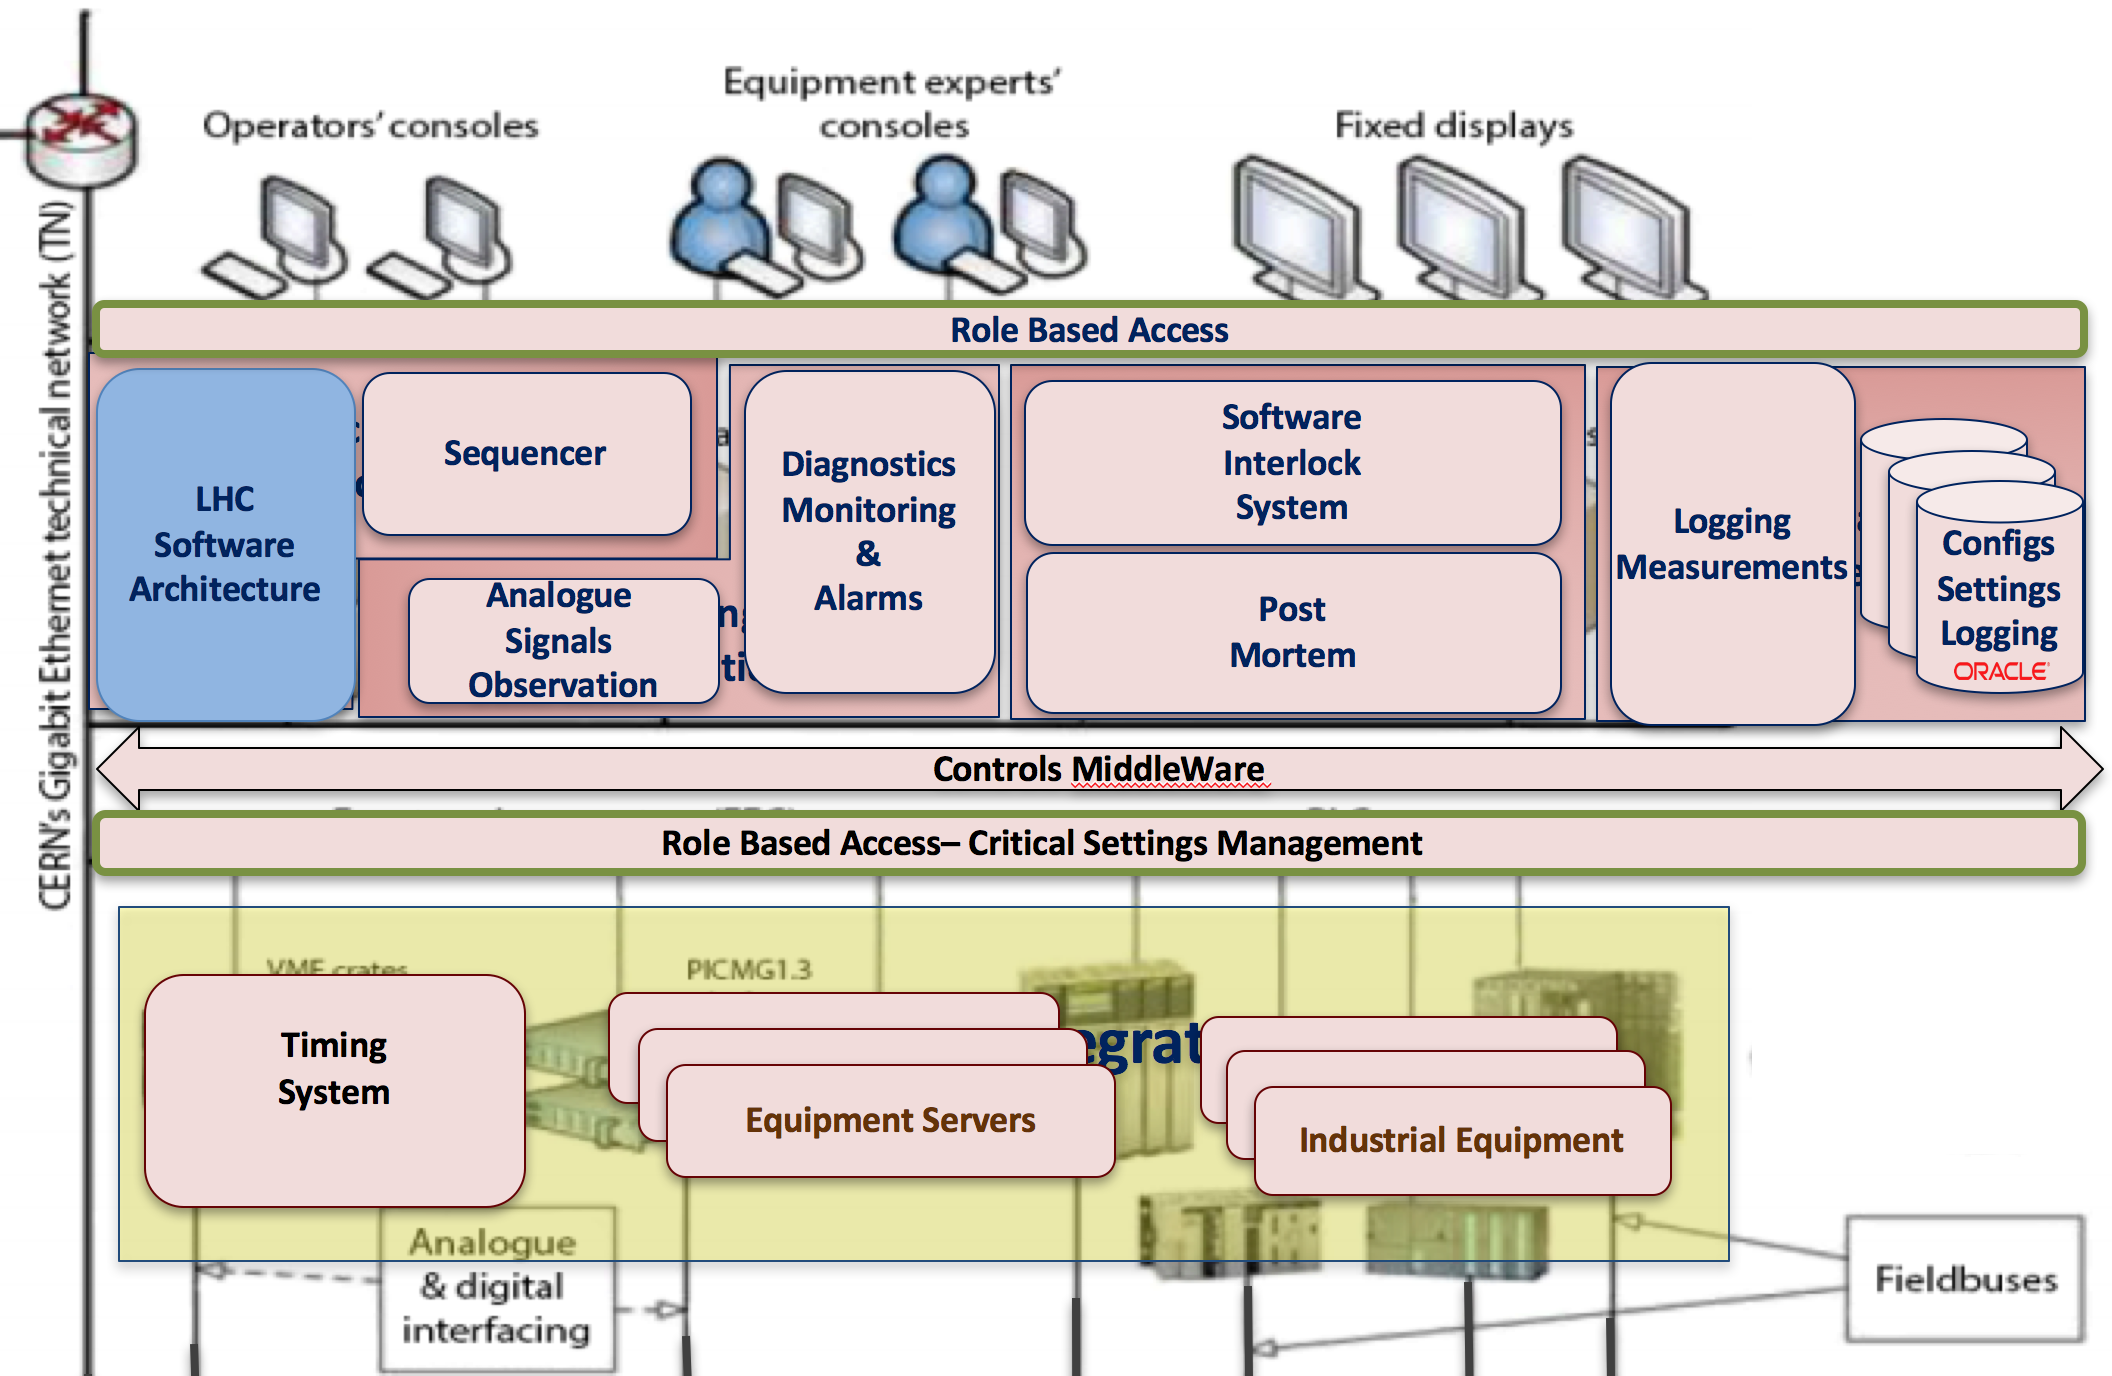 CERN's Gigabit Ethernet technical network (TN)
Operators' consoles
Equipment experts'
consoles
Fixed displays
Role Based Access
LHC
Software
Architecture
Sequencer
Analogue
Signals
Observation
Diagnostics
Monitoring
&
Alarms
Software
Interlock
System
Post
Mortem
Logging
Measurements
Configs
Settings
Logging
ORACLE
Controls MiddleWare
Role Based Access– Critical Settings Management
VME crates
PICMG1.3
Timing
System
egrat
Equipment Servers
Industrial Equipment
Analogue
& digital
interfacing
Fieldbuses